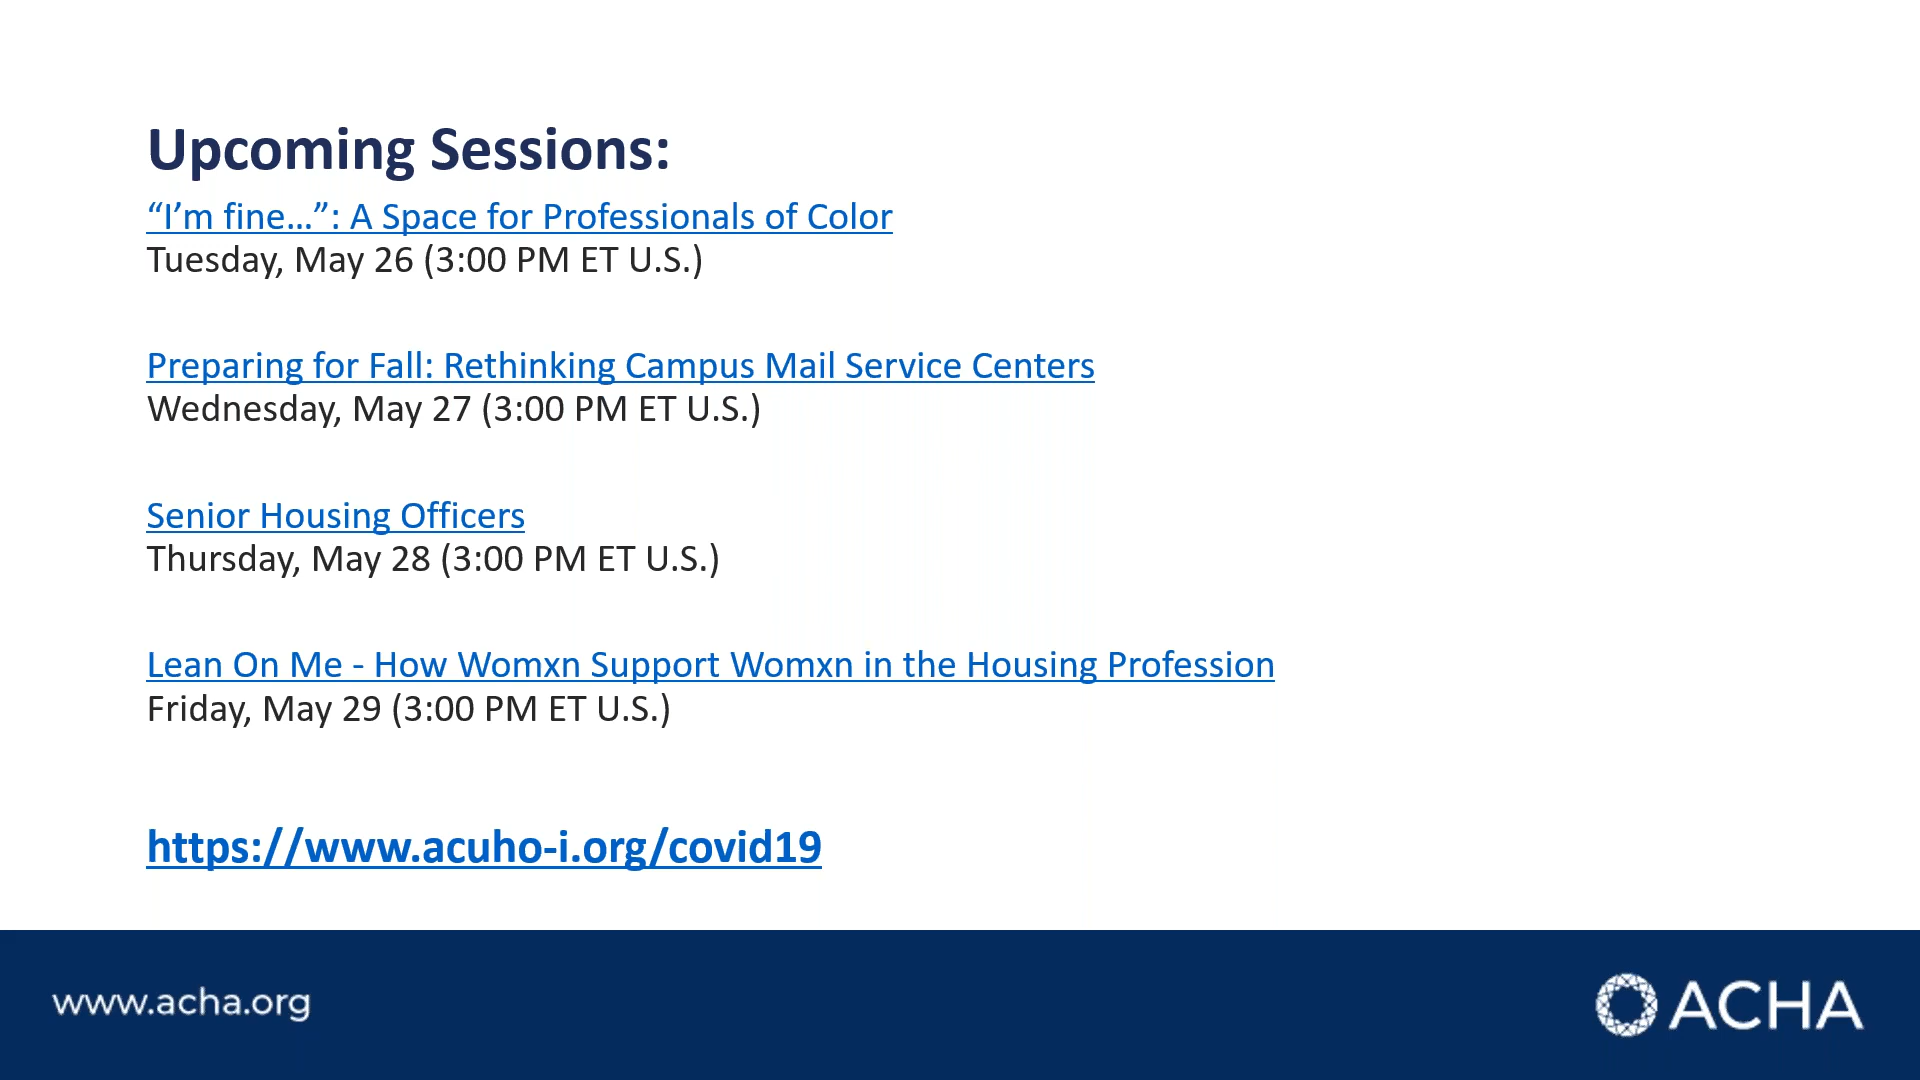 Upcoming Sessions:
“I’m fine…”: A Space for Professionals of Color
Tuesday, May 26 (3:00 PM ET U.S.)
Preparing for Fall: Rethinking Campus Mail Service Centers
Wednesday, May 27 (3:00 PM ET U.S.)
Senior Housing Officers
Thursday, May 28 (3:00 PM ET U.S.)
Lean On Me - How Womxn Support Womxn in the Housing Profession
Friday, May 29 (3:00 PM ET U.S.)
https://www.acuho-i.org/covid19
www.acha.org
ACHA